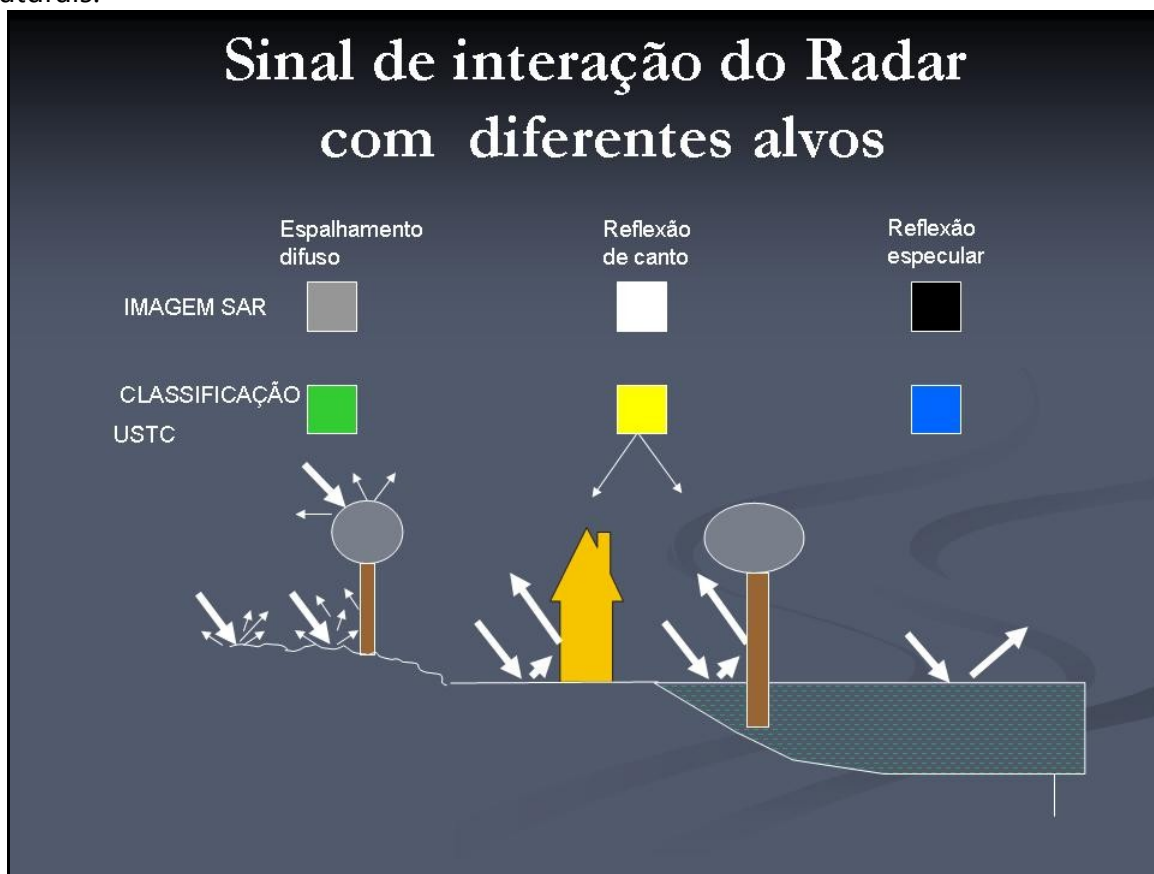 Sinal de interação do Radar
com diferentes alvos
Espalhamento
difuso
Reflexão
de canto
Reflexão
especular
IMAGEM SAR
CLASSIFICAÇÃO
USTC